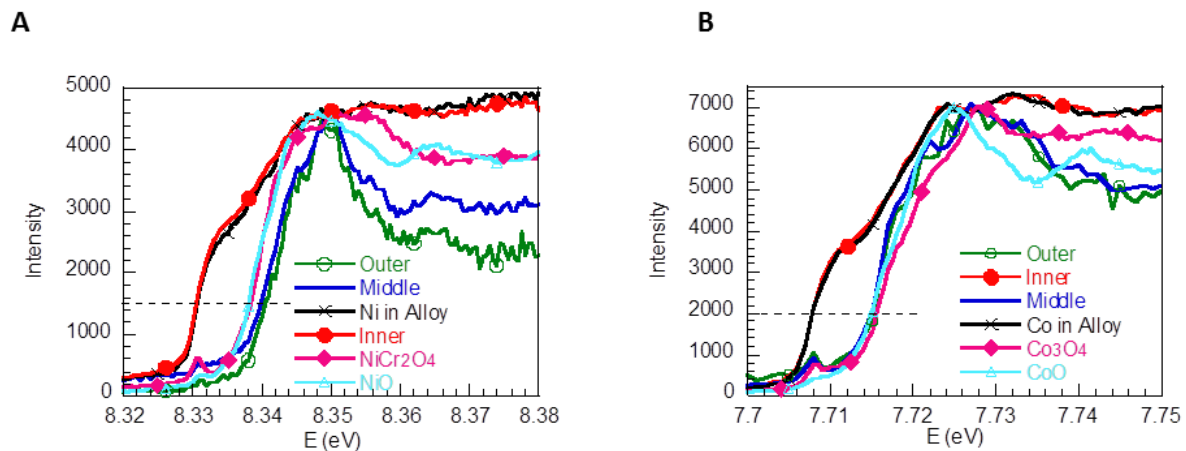 A
B
5000
4000
3000
2000
1000
0
Intensity
Outer
Middle
Ni in Alloy
Inner
NiCr2O4
NiO
8.32 8.33 8.34 8.35 8.36 8.37 8.38
E (eV)
7000
6000
5000
4000
3000
2000
1000
0
Intensity
Outer
Inner
Middle
Co in Alloy
Co3O4
CoO
7.7 7.71 7.72 7.73 7.74 7.75
E (eV)